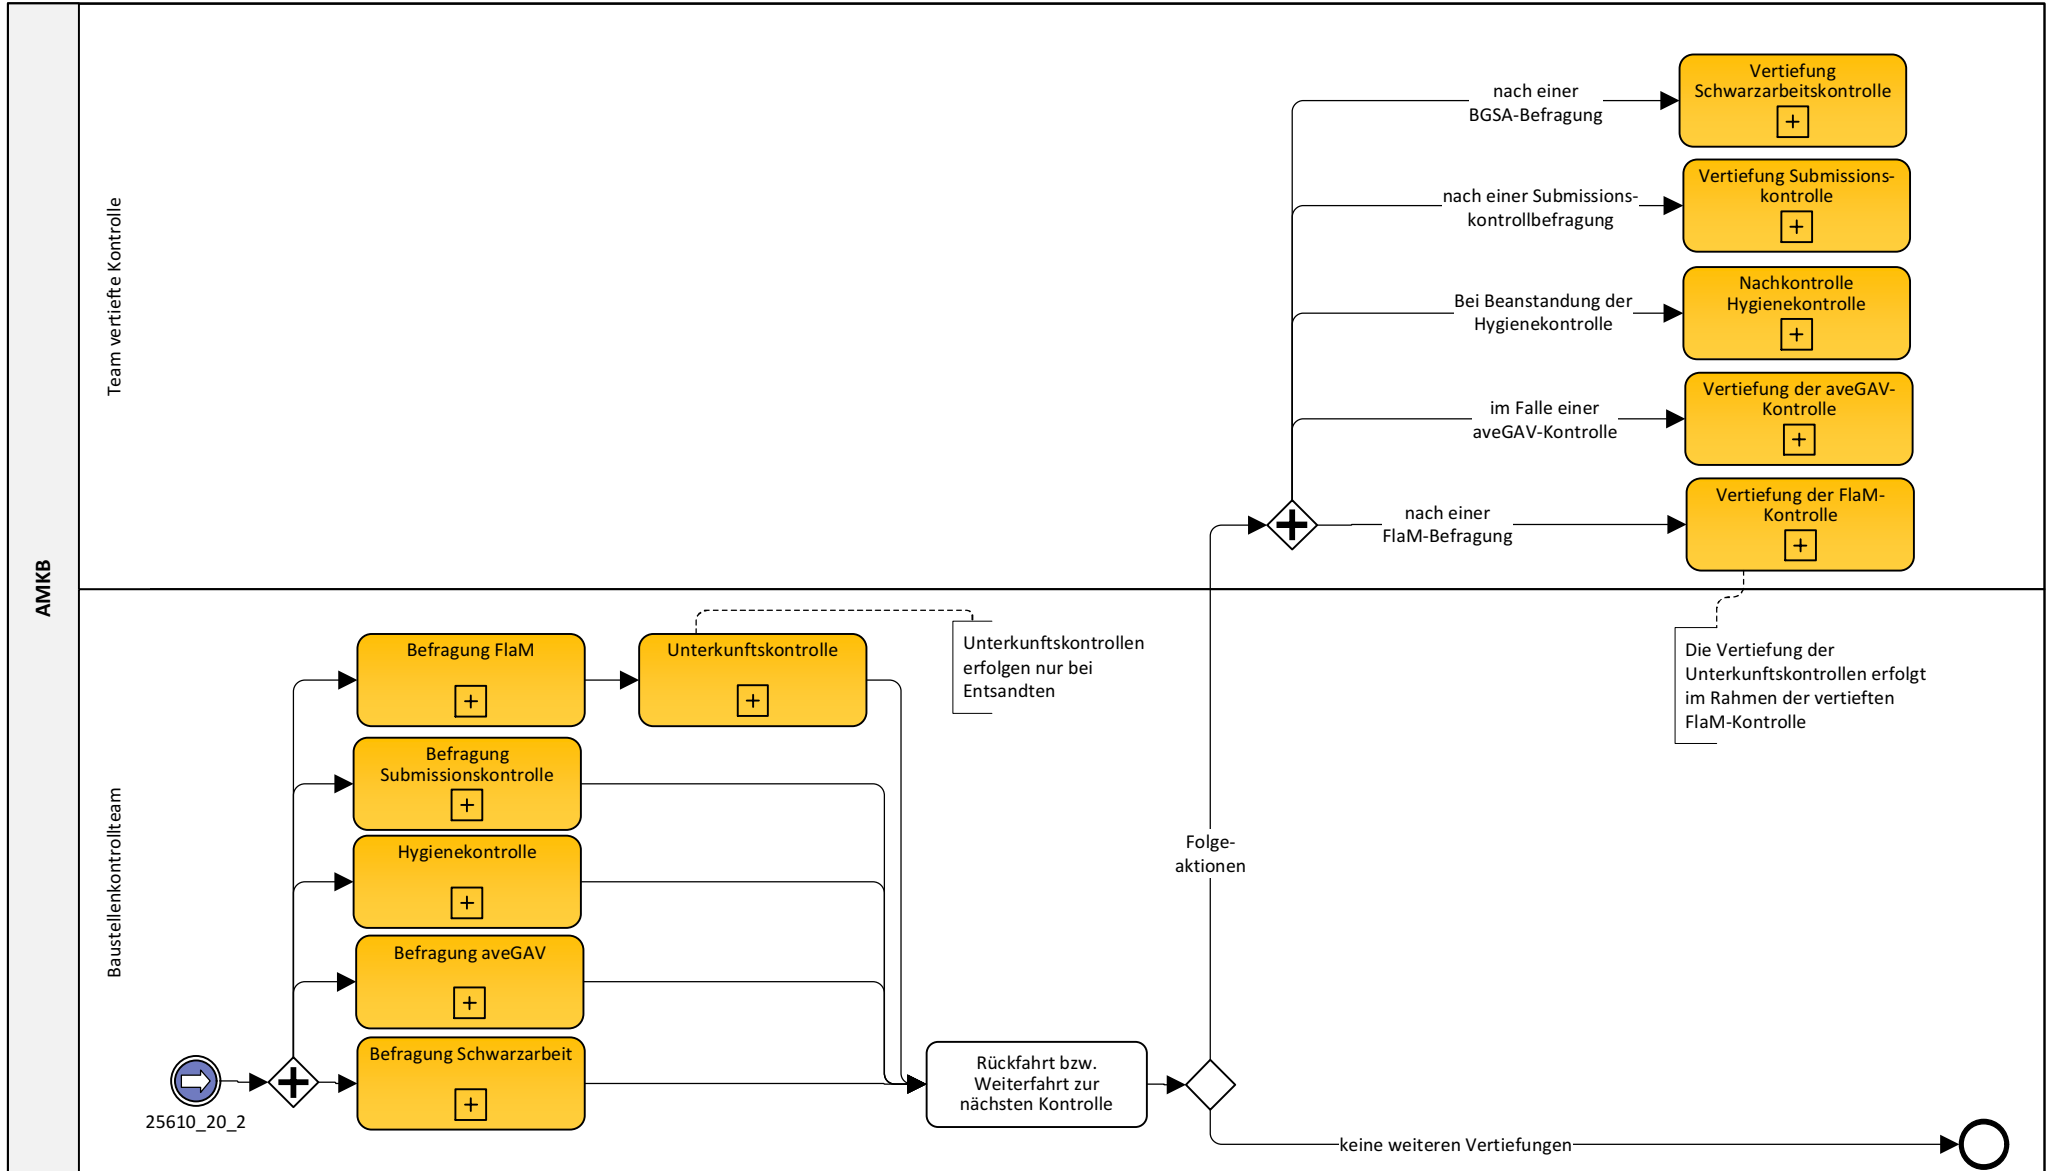 AMKB
Team vertiefte Kontrolle
nach einer
BGSA-Befragung
Vertiefung
Schwarzarbeitskontrolle
nach einer Submissions-
kontrollbefragung
Vertiefung Submissions-
kontrolle
Bei Beanstandung der
Hygienekontrolle
Nachkontrolle
Hygienekontrolle
im Falle einer
aveGAV-Kontrolle
Vertiefung der aveGAV-
Kontrolle
nach einer
FlaM-Befragung
Vertiefung der FlaM-
Kontrolle
Baustellenkontrollteam
Befragung FlaM
Unterkunftskontrolle
Unterkunftskontrollen
erfolgen nur bei
Entsandten
Die Vertiefung der
Unterkunftskontrollen erfolgt
im Rahmen der vertieften
FlaM-Kontrolle
Befragung
Submissionskontrolle
Hygienekontrolle
Folge-
aktionen
Befragung aveGAV
Befragung Schwarzarbeit
25610_20_2
Rückfahrt bzw.
Weiterfahrt zur
nächsten Kontrolle
keine weiteren Vertiefungen